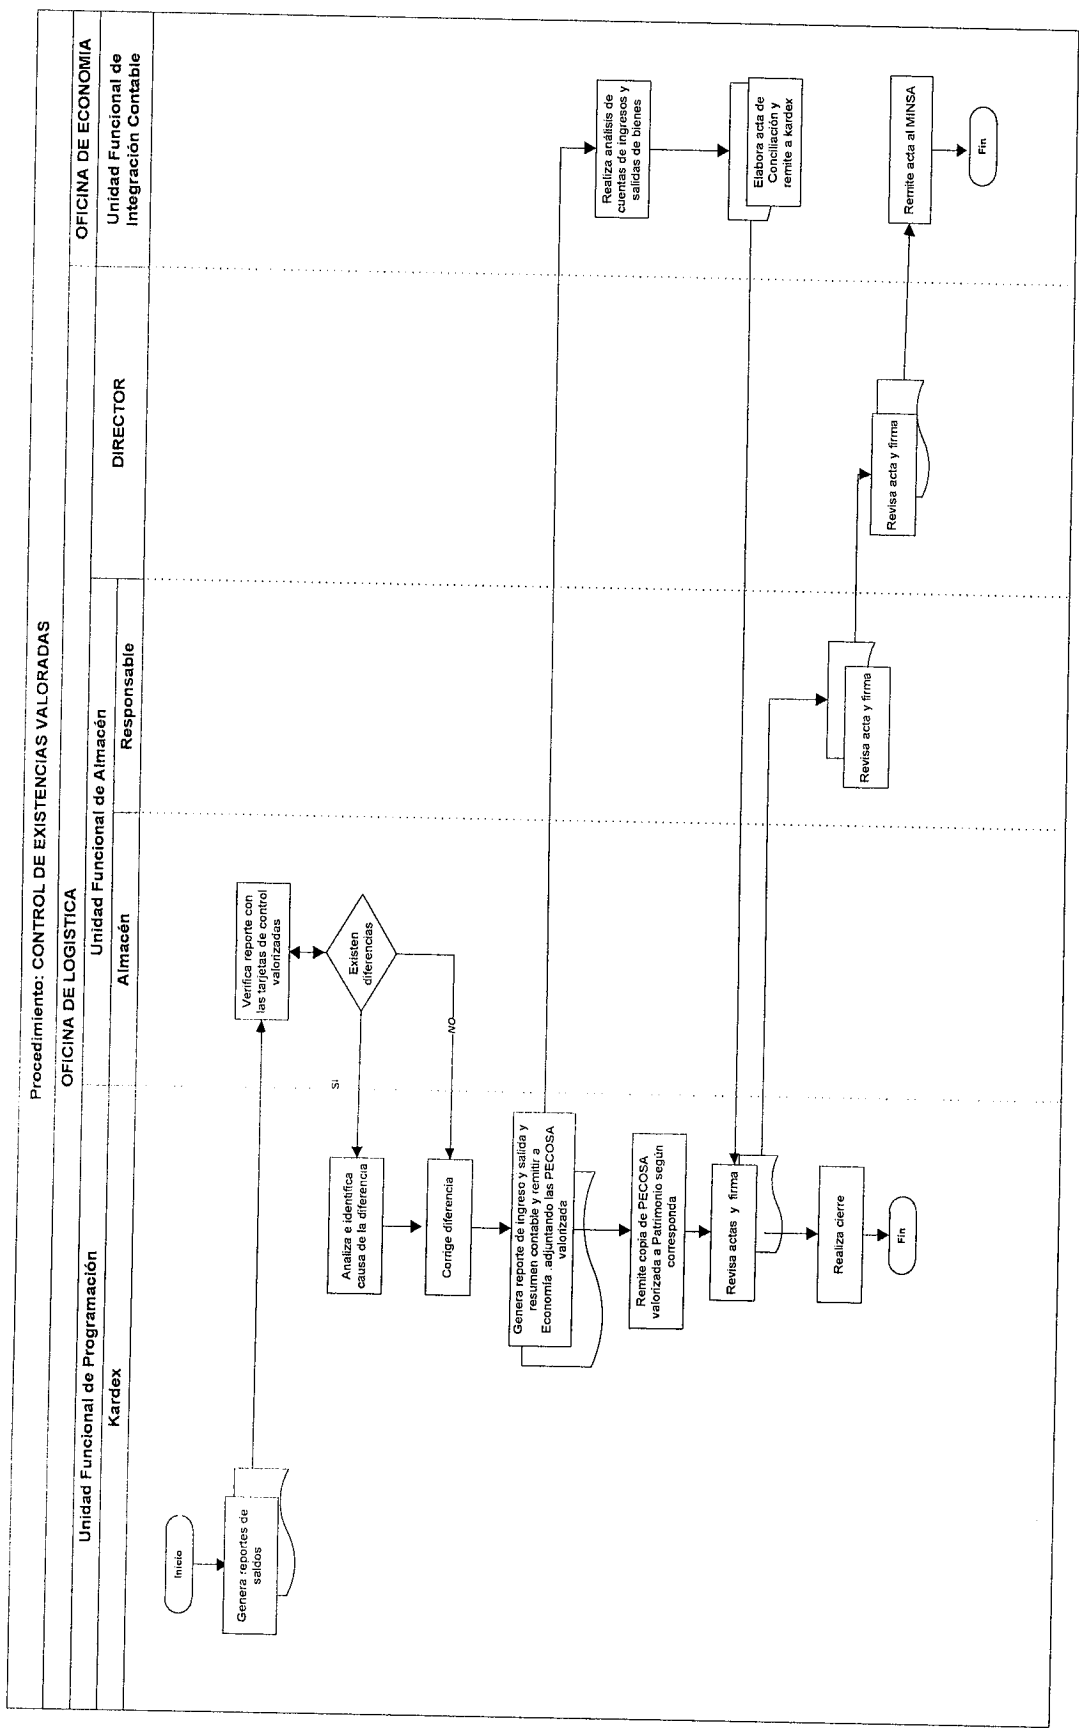 Procedimiento: CONTROL DE EXISTENCIAS VALORADAS
OFICINA DE LOGISTICA
OFICINA DE ECONOMIA
Unidad Funcional de Programación
Unidad Funcional de Almacén
DIRECTOR
Unidad Funcional de
Integración Contable
Kardex
Almacén
Responsable
Inicio
Genera reportes de
saldos
Verifica reporte con
las tarjetas de control
valorizadas
Existen
diferencias
SI
NO
Analiza e identifica
causa de la diferencia
Corrige diferencia
Genera reporte de ingreso y salida y
resumen contable y remitir a
Economía .adjuntando las PECOSA
valorizada
Realiza análisis de
cuentas de ingresos y
salidas de bienes
Remite copia de PECOSA
valorizada a Patrimonio según
corresponda
Elabora acta de
Conciliación y
remite a kardex
Revisa actas y firma
Revisa acta y firma
Revisa acta y firma
Remite acta al MINSA
Realiza cierre
Fin
Fin